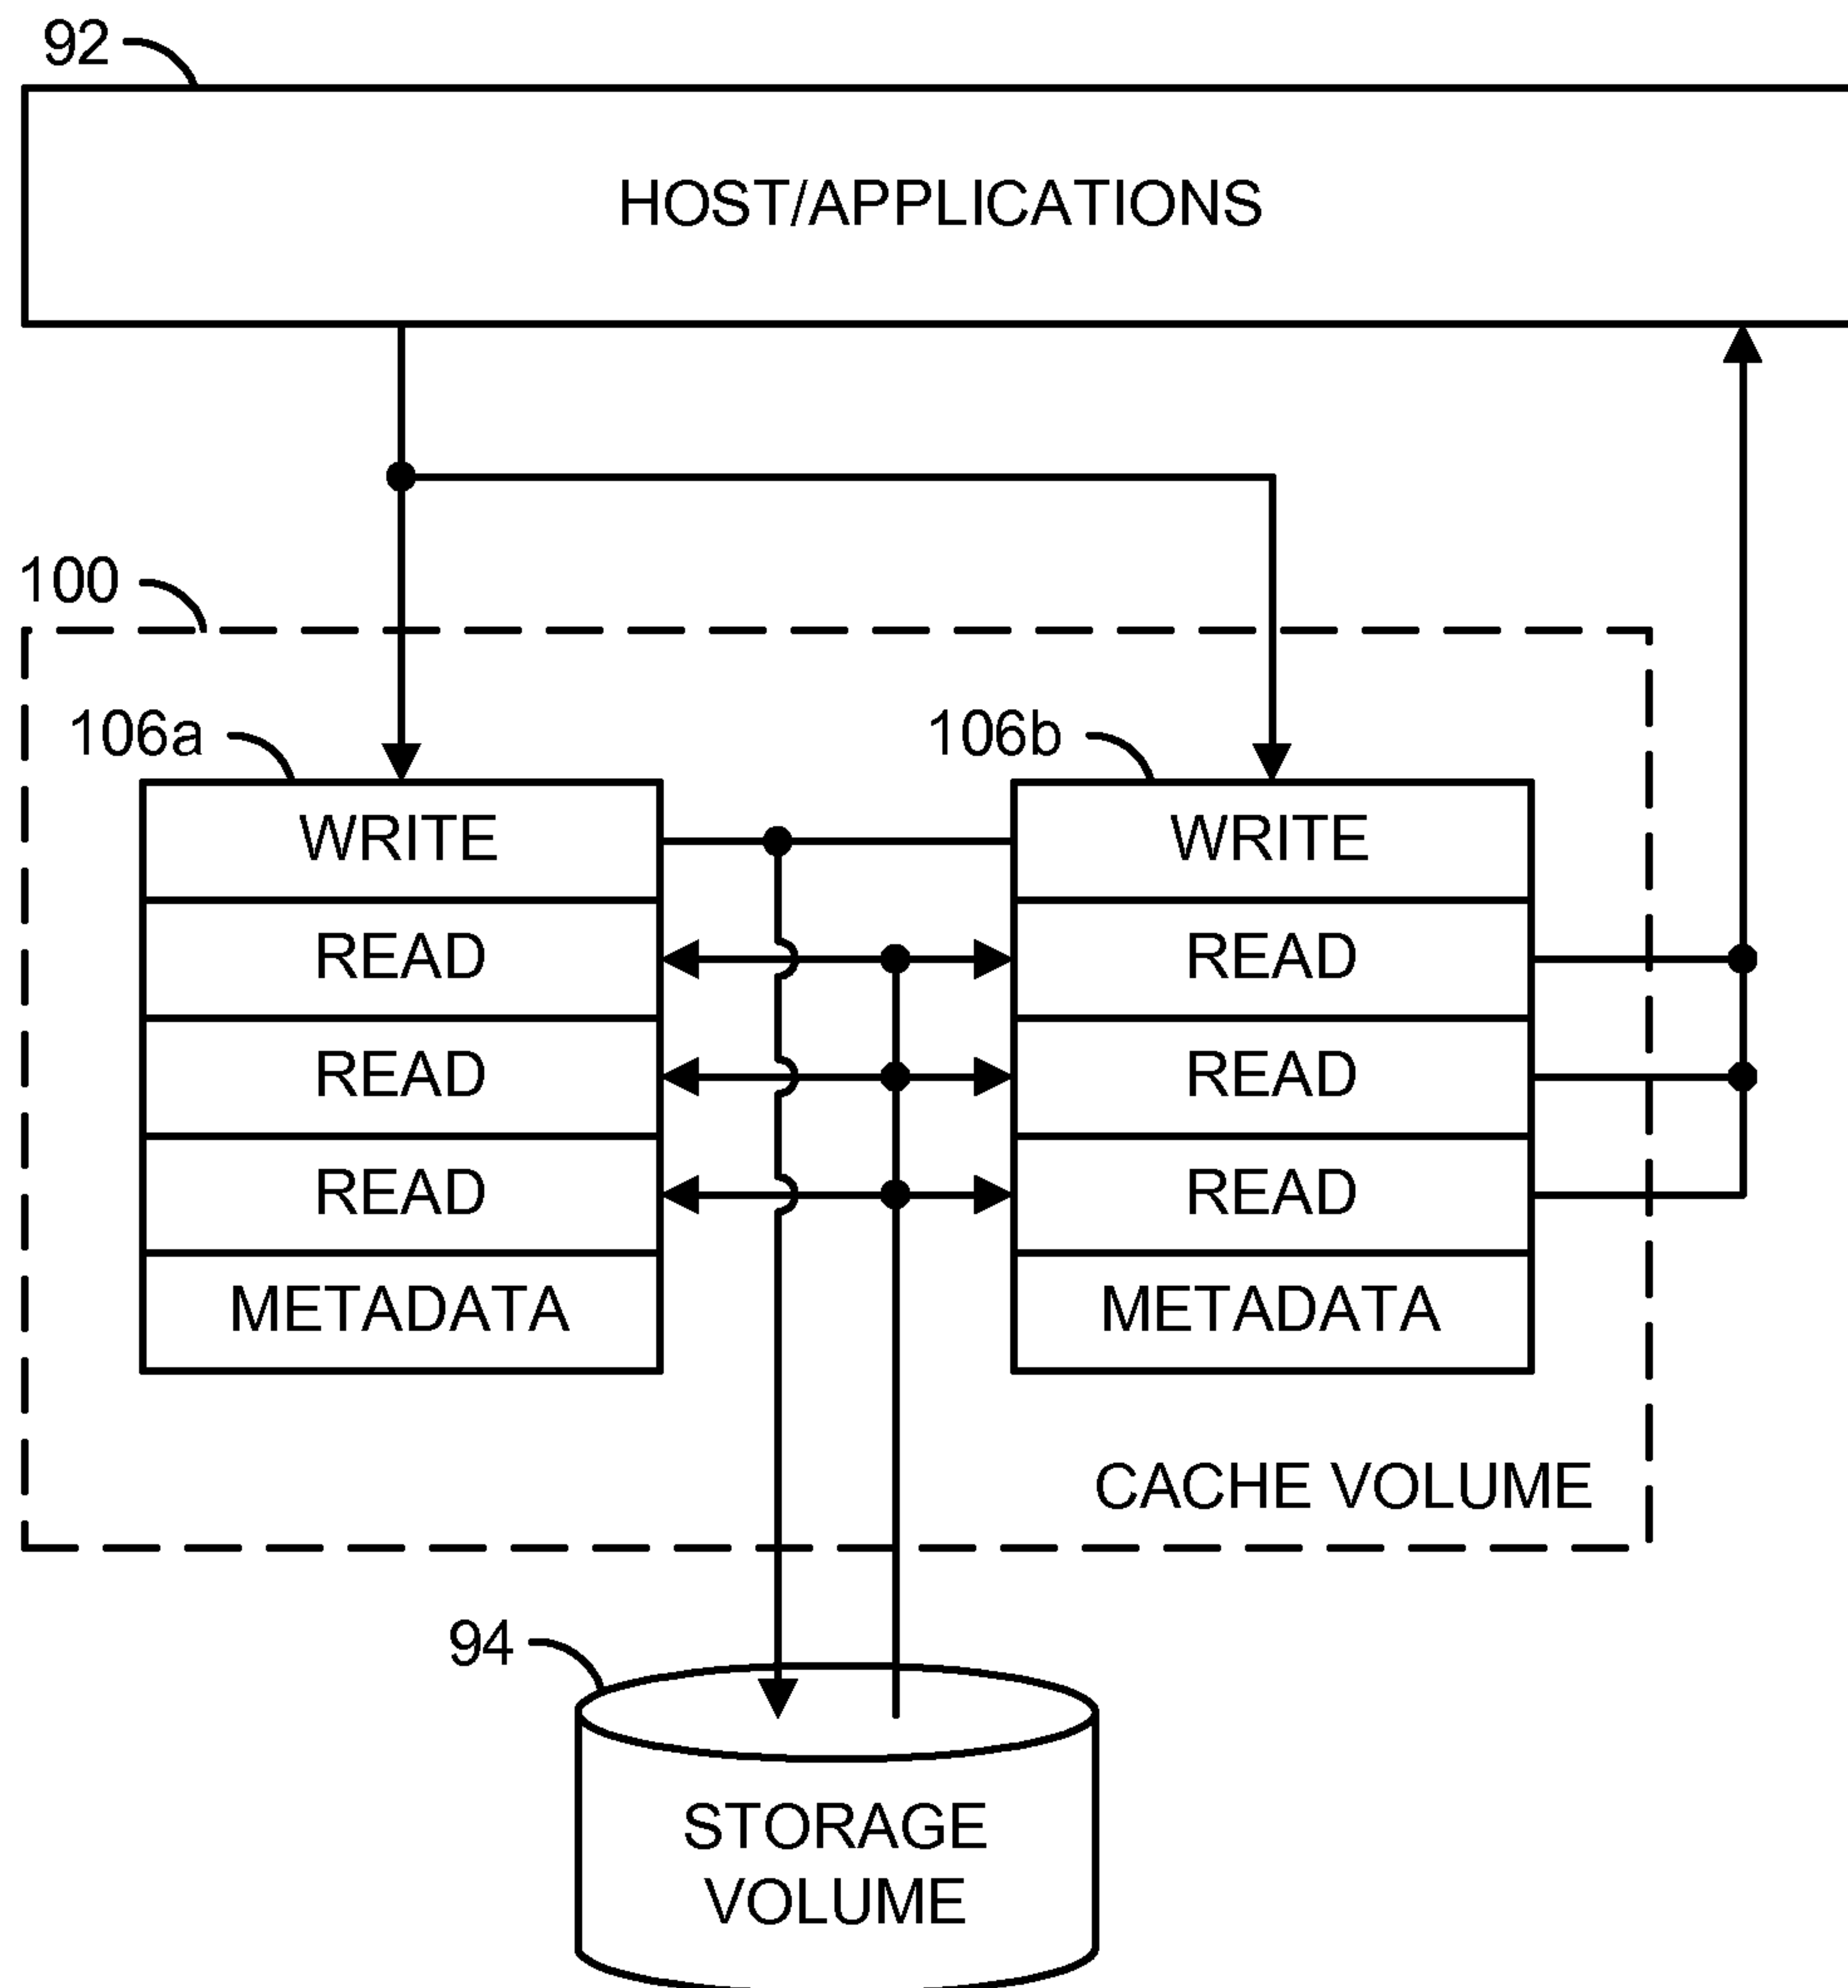 92
HOST/APPLICATIONS
100
106a
106b
WRITE
WRITE
READ
READ
READ
READ
READ
READ
METADATA
METADATA
CACHE VOLUME
94
STORAGE
VOLUME